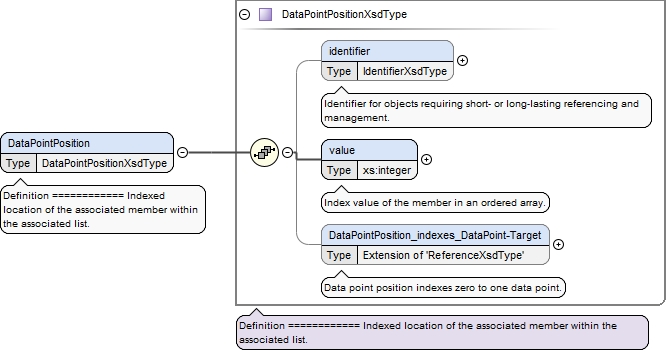 DataPointPositionXsdType
identifier
Type IdentifierXsdType
Identifier for objects requiring short- or long-lasting referencing and
management.
DataPointPosition
Type DataPointPositionXsdType
Definition ============ Indexed
location of the associated member within
the associated list.
value
Type xs:integer
Index value of the member in an ordered array.
DataPointPosition_indexes_DataPoint-Target
Type Extension of 'ReferenceXsdType'
Data point position indexes zero to one data point.
Definition ============ Indexed location of the associated member within the
associated list.